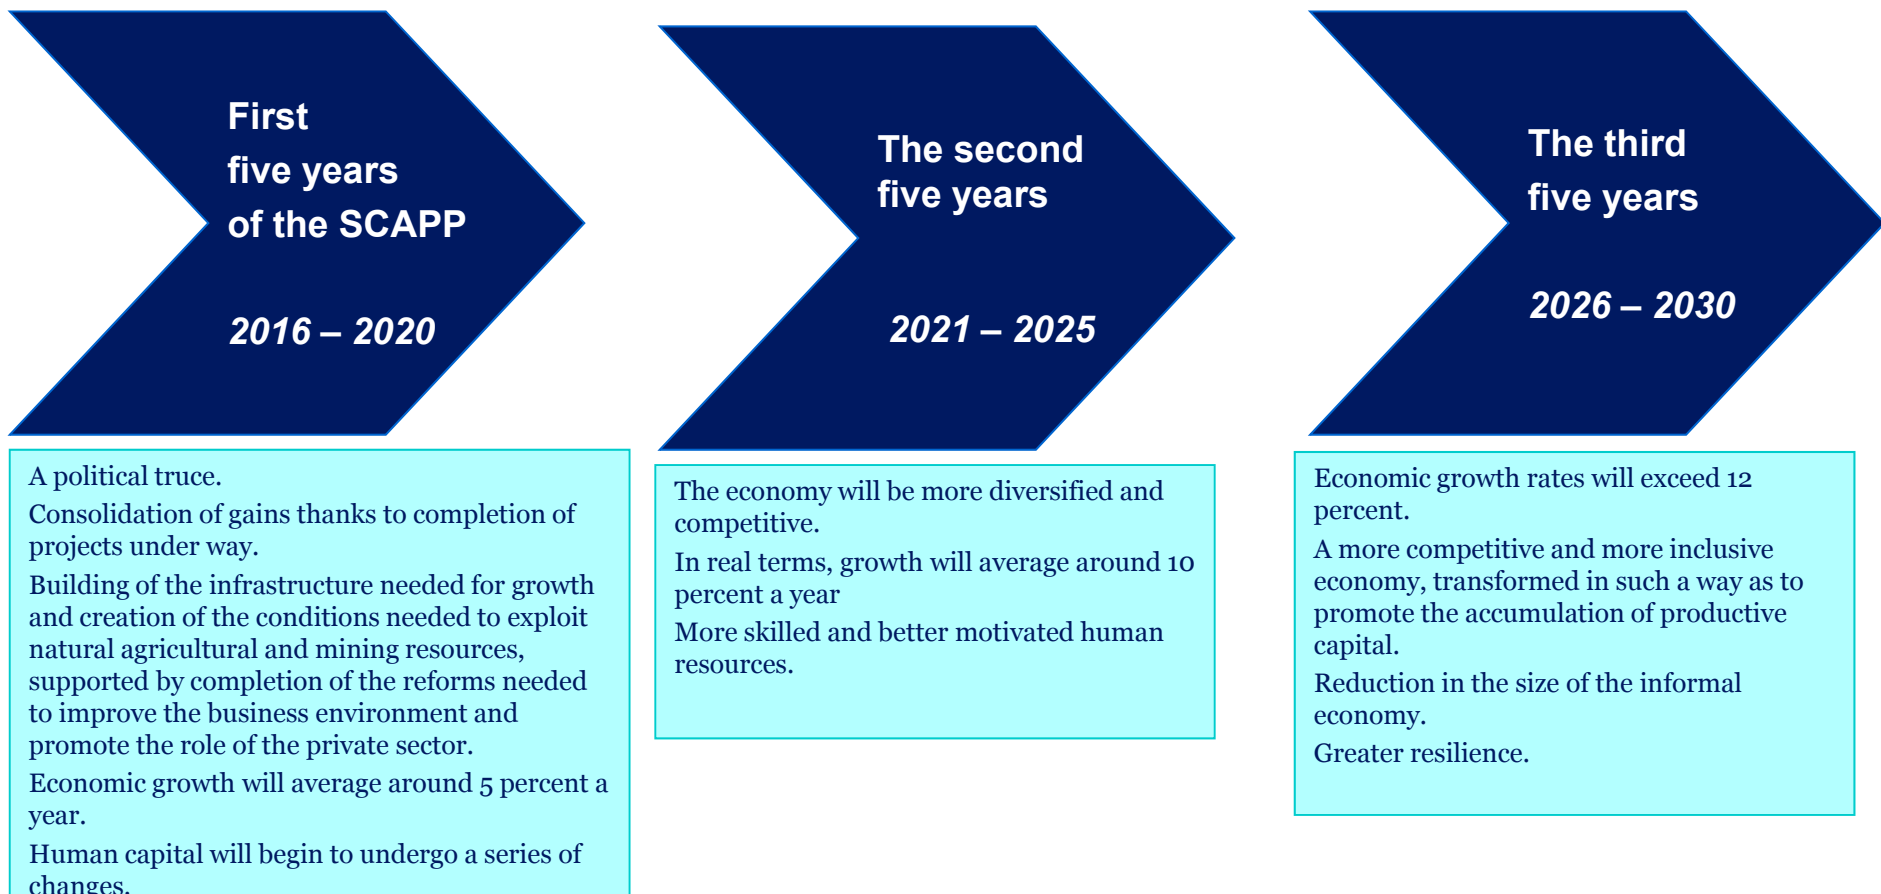 First
five years
of the SCAPP
2016 – 2020
A political truce.
Consolidation of gains thanks to completion of
projects under way.
Building of the infrastructure needed for growth
and creation of the conditions needed to exploit
natural agricultural and mining resources,
supported by completion of the reforms needed
to improve the business environment and
promote the role of the private sector.
Economic growth will average around 5 percent a
year.
Human capital will begin to undergo a series of
changes.
The second
five years
2021 – 2025
The economy will be more diversified and
competitive.
In real terms, growth will average around 10
percent a year
More skilled and better motivated human
resources.
The third
five years
2026 – 2030
Economic growth rates will exceed 12
percent.
A more competitive and more inclusive
economy, transformed in such a way as to
promote the accumulation of productive
capital.
Reduction in the size of the informal
economy.
Greater resilience.